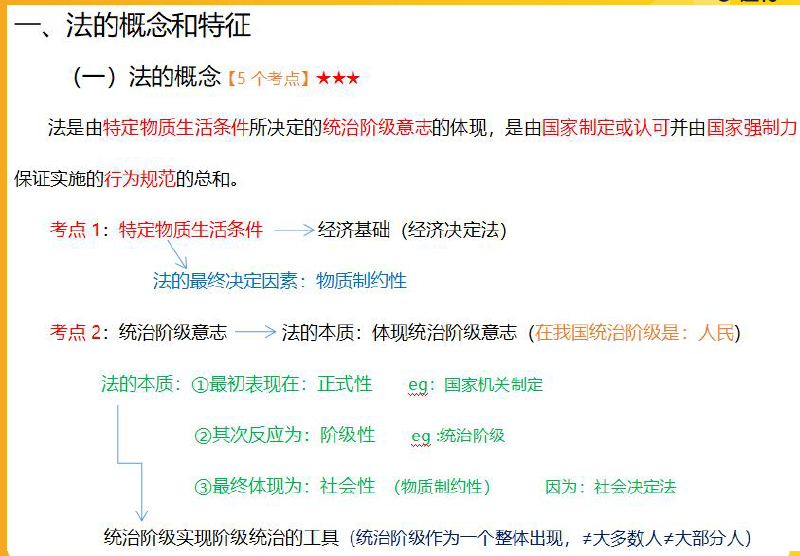 一、法的概念和特征
（一）法的概念【5 个考点】★★★
法是由特定物质生活条件所决定的统治阶级意志的体现，是由国家制定或认可并由国家强制力
保证实施的行为规范的总和。
考点 1：特定物质生活条件 经济基础（经济决定法）
法的最终决定因素：物质制约性
考点 2：统治阶级意志 法的本质：体现统治阶级意志（在我国统治阶级是：人民）
法的本质：①最初表现在：正式性 eg：国家机关制定
②其次反应为：阶级性 eg :统治阶级
③最终体现为：社会性 （物质制约性） 因为：社会决定法
统治阶级实现阶级统治的工具（统治阶级作为一个整体出现，≠大多数人≠大部分人）